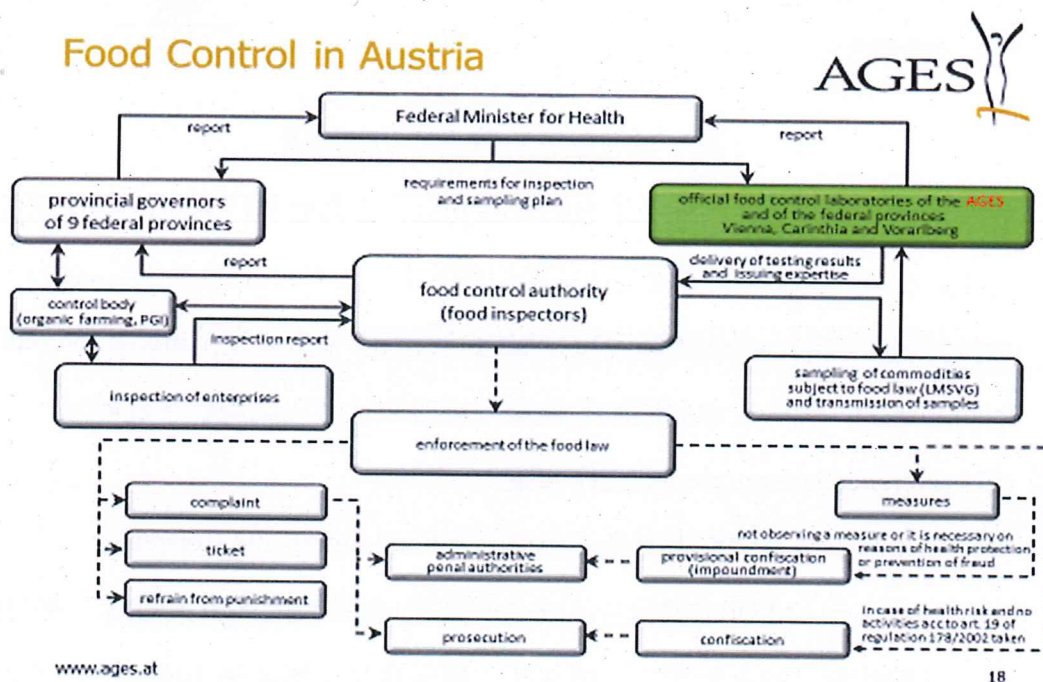 Food Control in Austria
AGES
Federal Minister for Health
report
report
requirements for inspection
and sampling plan
provincial governors
of 9 federal provinces
official food control laboratories of the AGES
and of the federal provinces
Vienna, Carinthia and Vorarlberg
report
delivery of testing results
and issuing expertise
food control authority
(food inspectors)
control body
(organic farming, PGI)
inspection report
inspection of enterprises
sampling of commodities
subject to food law (LMSVG)
and transmission of samples
enforcement of the food law
complaint
measures
ticket
not observing a measure or it is necessary on
reasons of health protection
or prevention of fraud
administrative
penal authorities
provisional confiscation
(impoundment)
refrain from punishment
prosecution
confiscation
in case of health risk and no
activities acc to art. 19 of
regulation 178/2002 taken
www.ages.at
18